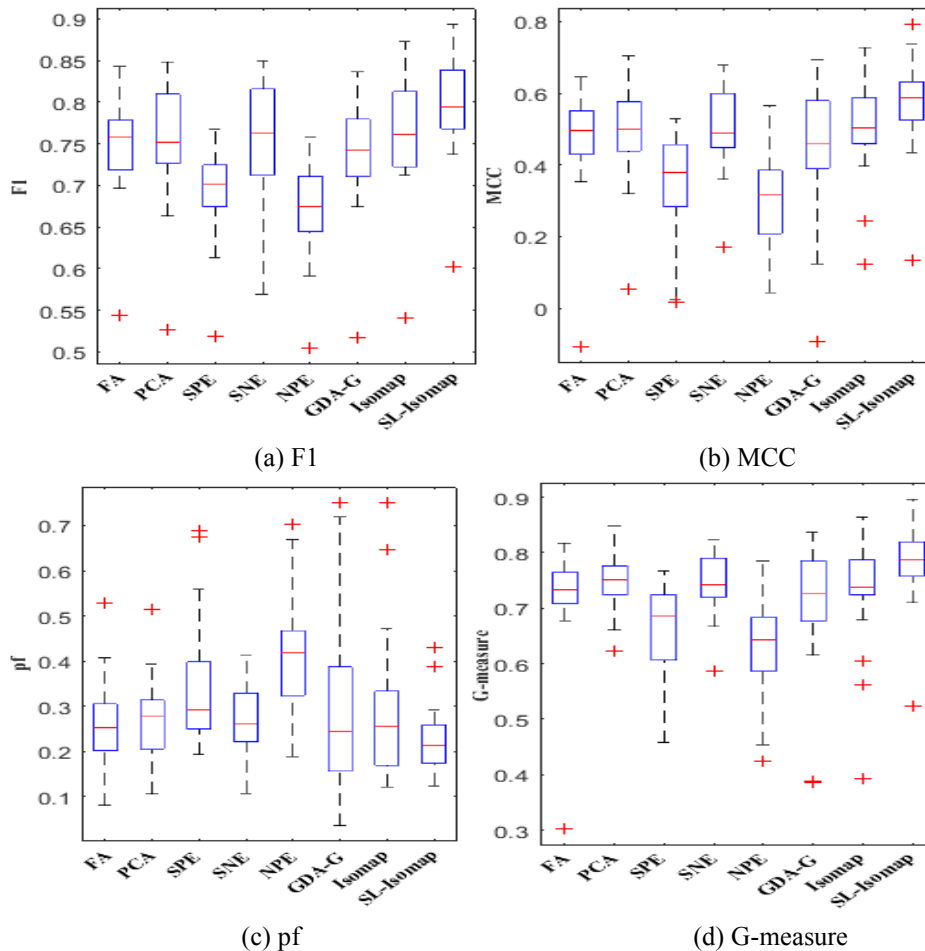 0.9
0.85
0.8
0.75
0.7
0.65
0.6
0.55
0.5
F1
FA PCA SPE SNE NPE GDA-G Isomap SL-Isomap
(a) F1
0.8
0.6
0.4
0.2
0
MCC
FA PCA SPE SNE NPE GDA-G Isomap SL-Isomap
(b) MCC
0.7
0.6
0.5
0.4
0.3
0.2
0.1
pf
FA PCA SPE SNE NPE GDA-G Isomap SL-Isomap
(c) pf
0.9
0.8
0.7
0.6
0.5
0.4
0.3
G-measure
FA PCA SPE SNE NPE GDA-G Isomap SL-Isomap
(d) G-measure